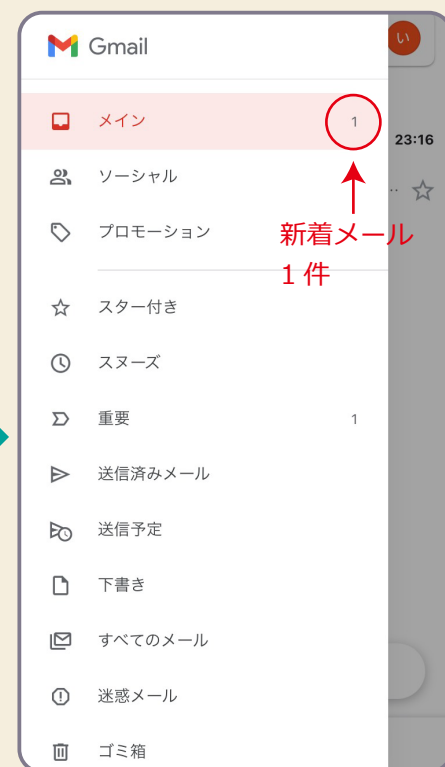 Gmail
い
メイン 1
23:16
ソーシャル
プロモーション
新着メール
1 件
スター付き
スヌーズ
重要 1
送信済みメール
送信予定
下書き
すべてのメール
迷惑メール
ゴミ箱